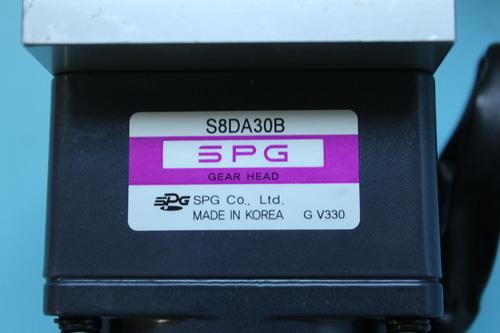 S8DA30B
SPG
GEAR HEAD
SPG SPG Co., Ltd.
MADE IN KOREA G V330